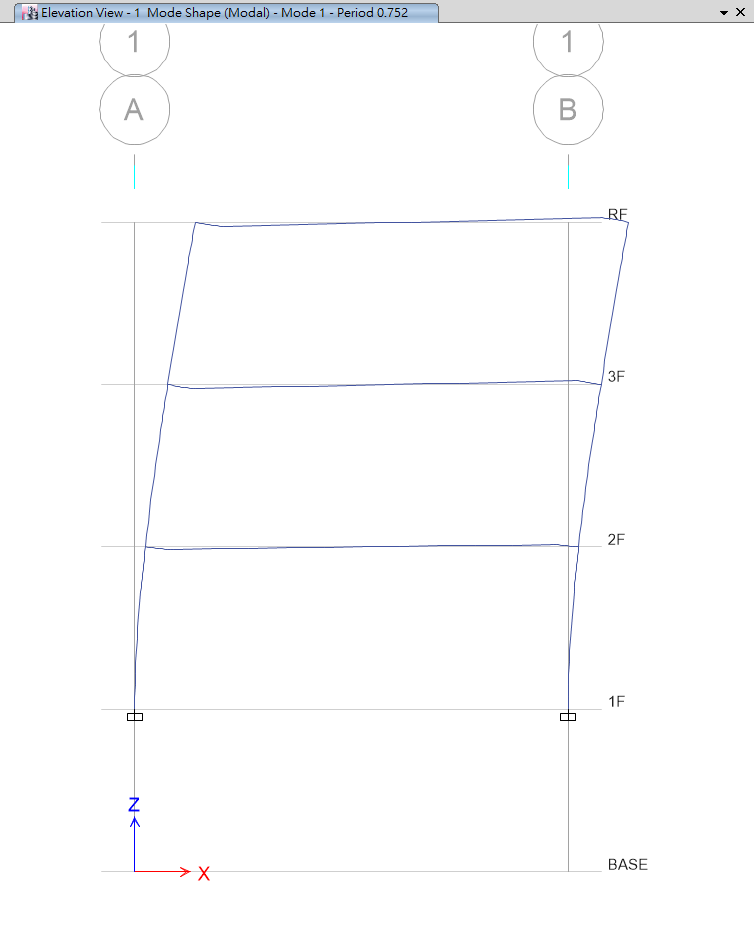 Elevation View - 1  Mode Shape (Modal) - Mode 1 - Period 0.752
1 1
A B
RF
3F
2F
1F
Z
X
BASE